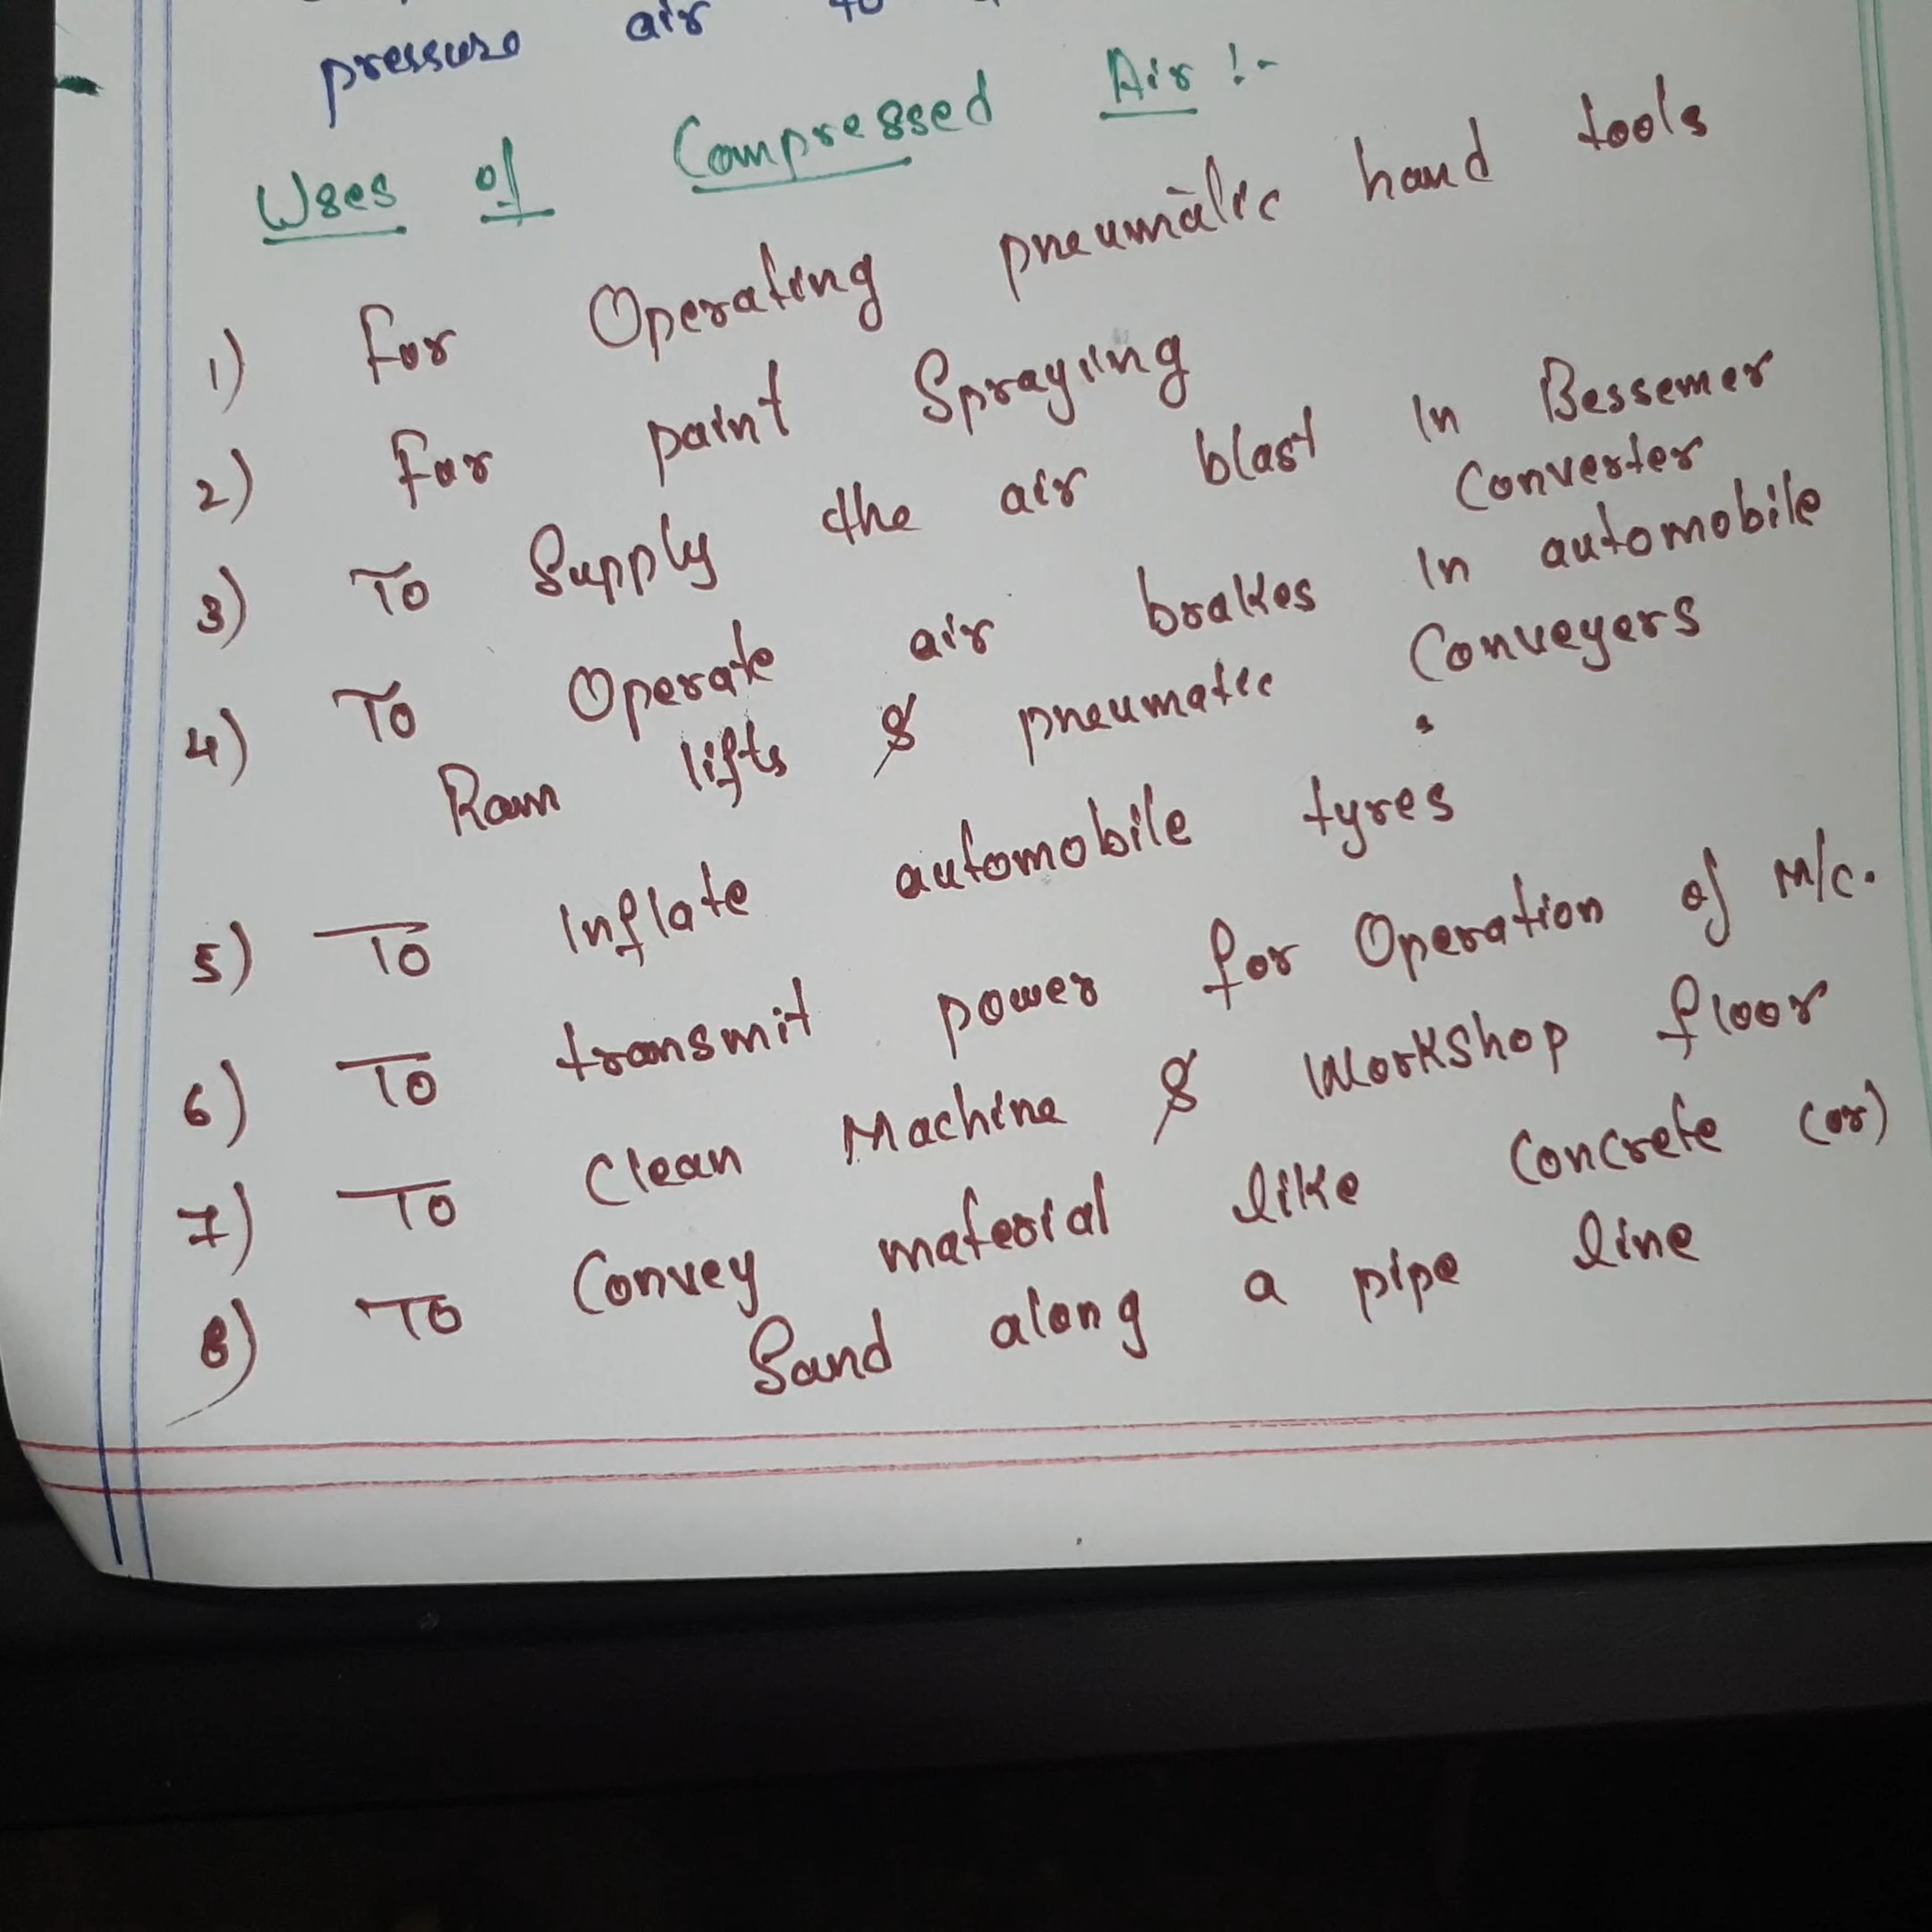 pressure air to
Uses of Compressed Air :-
1) For Operating pneumatic hand tools
2) For paint Sprayiing
3) To Supply the air blast In Bessemer
Converter
4) To Operate air brakes In automobile
Ram lifts & pneumatic Conveyers
5) To Inflate automobile tyres
6) To transmit power for Operation of M/C.
7) To Clean Machine & Workshop floor
8) To Convey material like Concrete (or)
Sand along a pipe line